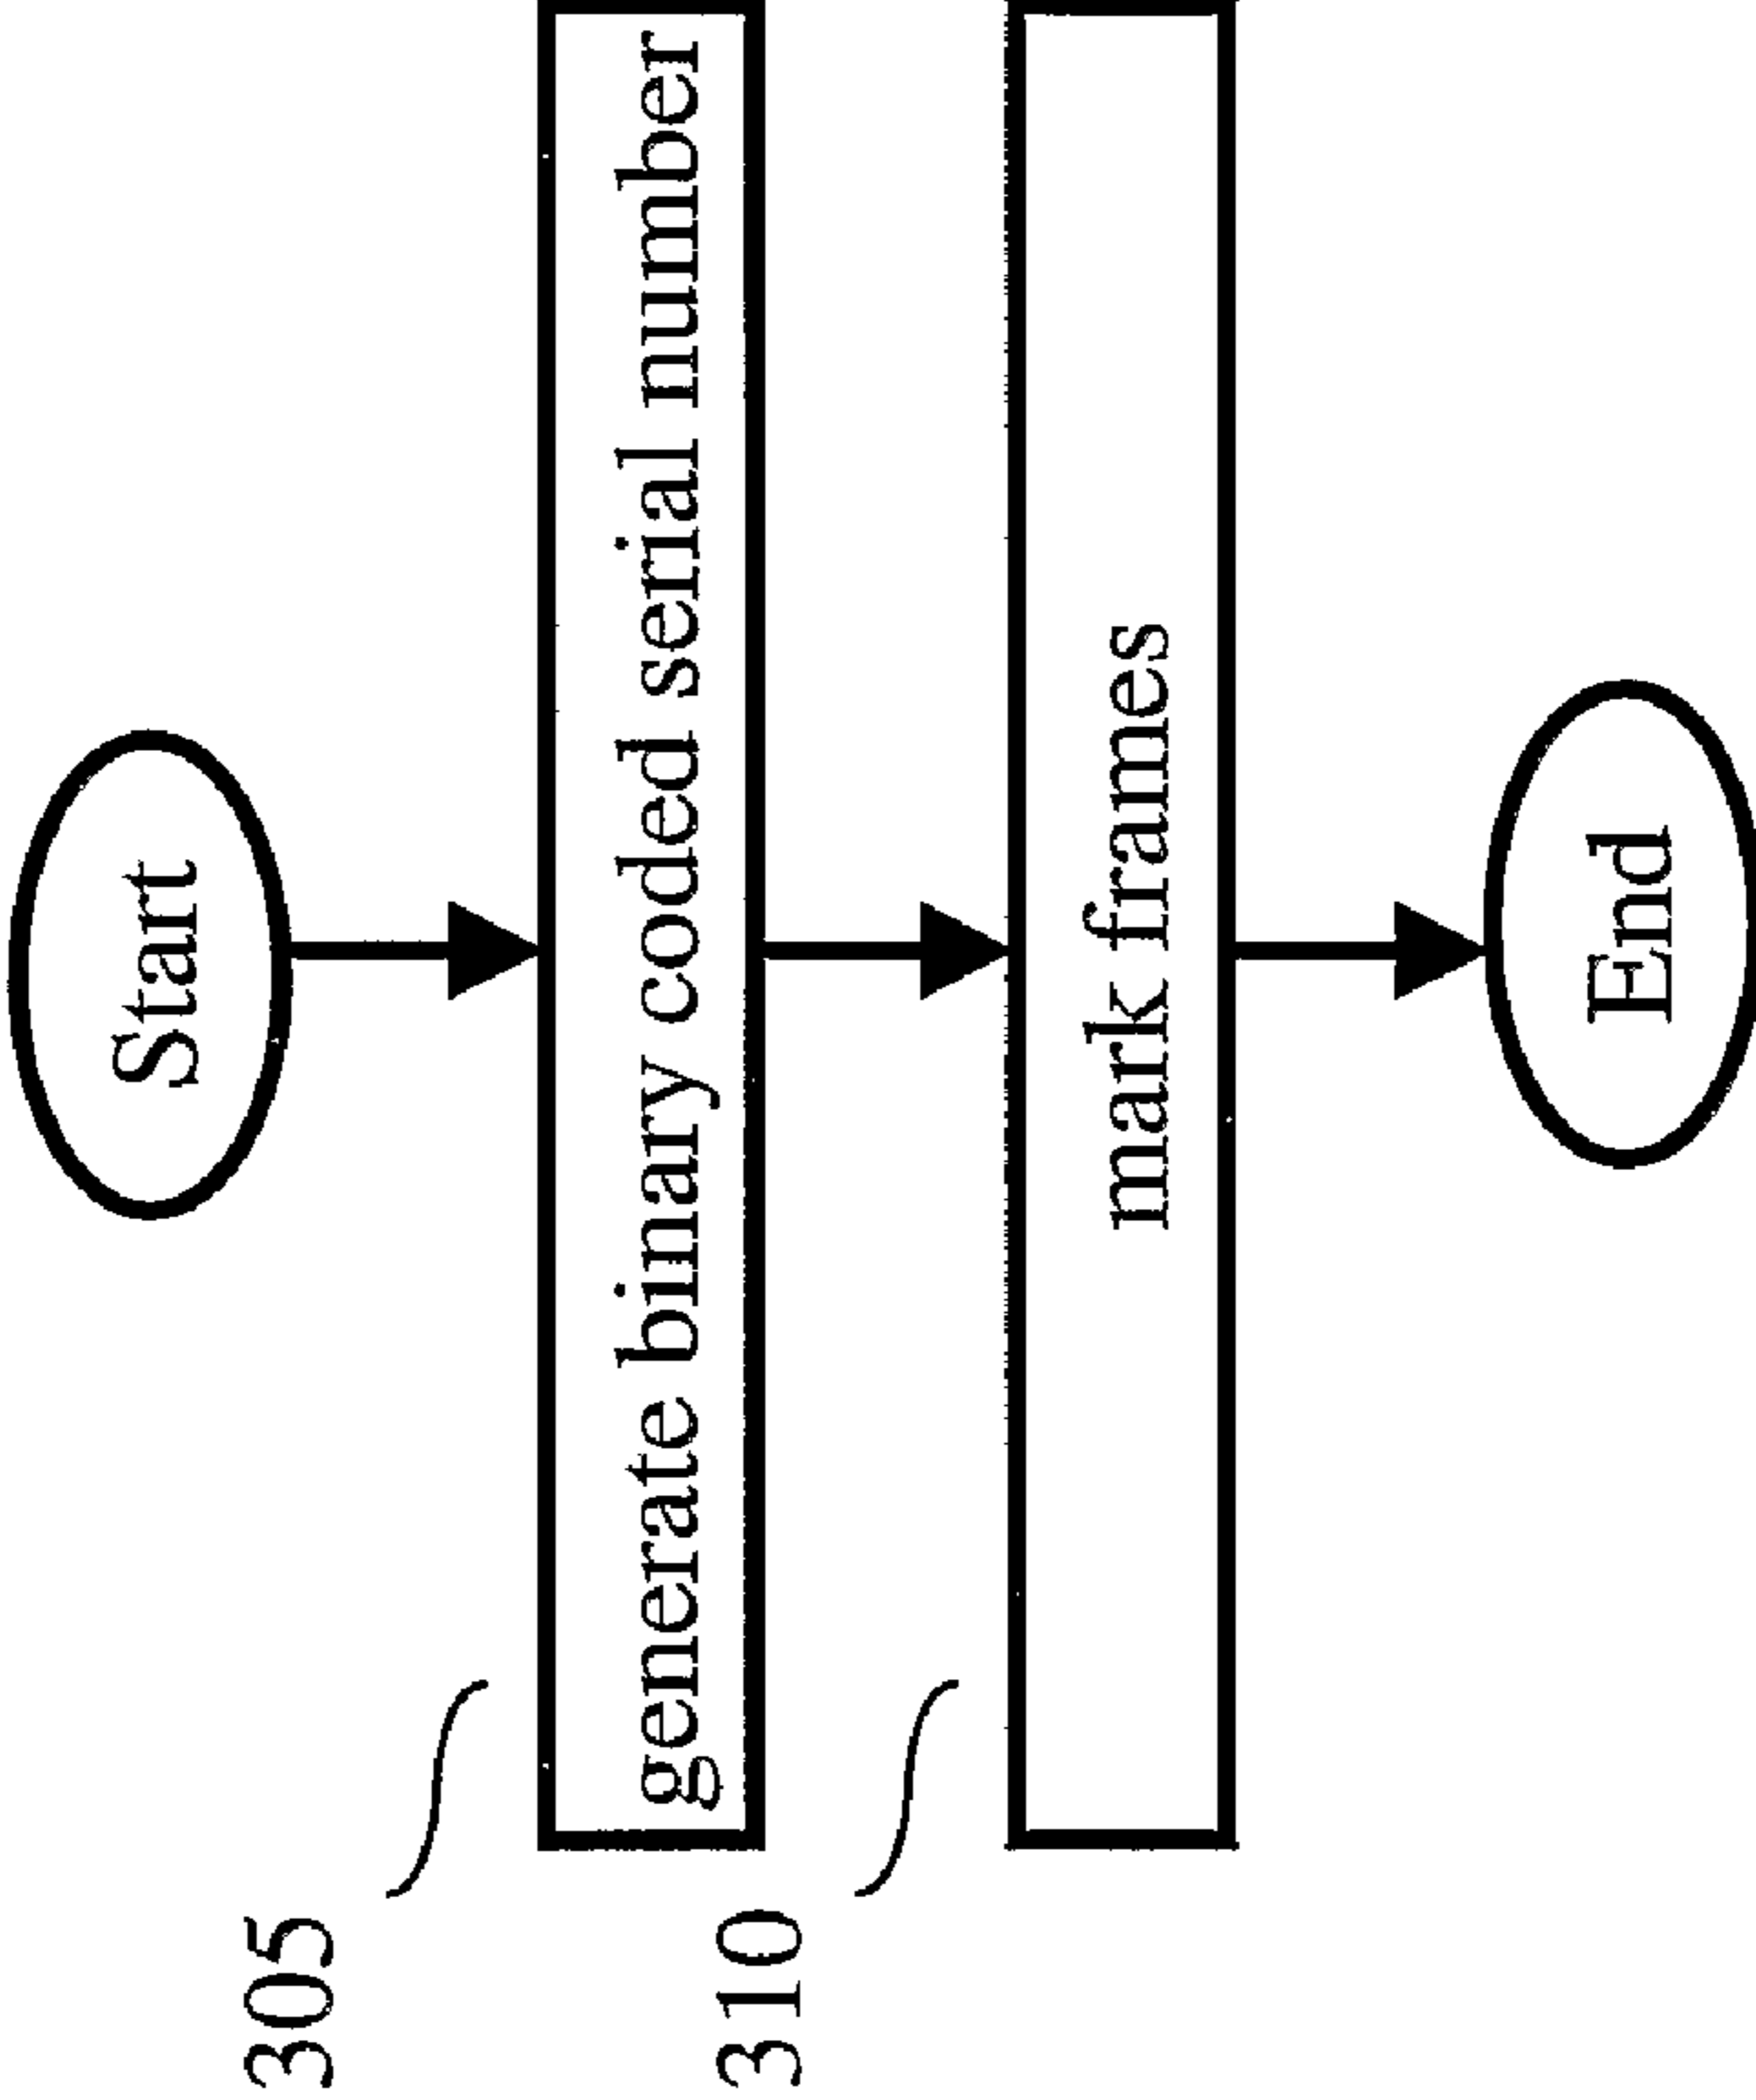 Start
305
generate binary coded serial number
310
mark frames
End